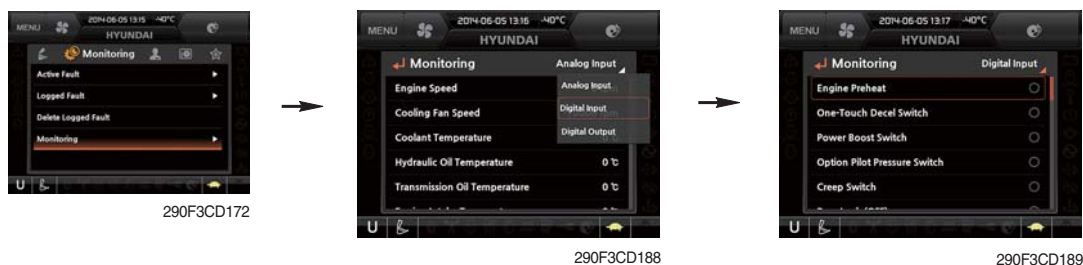 MENU
2014-06-05 13:15 -40°C
HYUNDAI
Monitoring
Active Fault
Logged Fault
Delete Logged Fault
Monitoring
U
290F3CD172
MENU
2014-06-05 13:16 -40°C
HYUNDAI
Monitoring Analog Input
Engine Speed Analog Input
Cooling Fan Speed Digital Input
Coolant Temperature Digital Output
Hydraulic Oil Temperature 0 ℃
Transmission Oil Temperature 0 ℃
U
290F3CD188
MENU
2014-06-05 13:17 -40°C
HYUNDAI
Monitoring Digital Input
Engine Preheat
One-Touch Decel Switch
Power Boost Switch
Option Pilot Pressure Switch
Creep Switch
U
290F3CD189